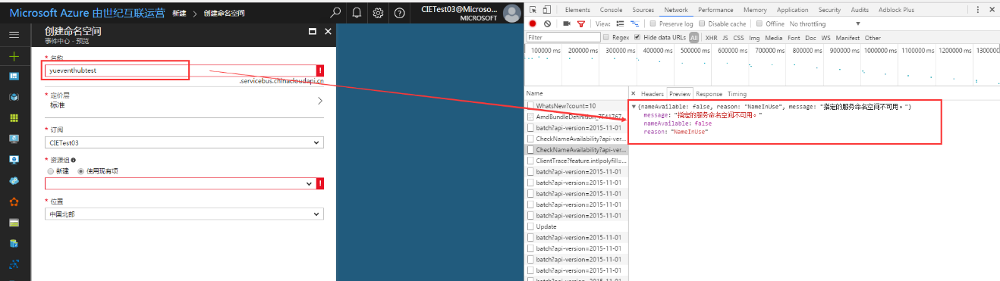 Microsoft Azure 由世纪互联运营 新建 > 创建命名空间
CIETest03@Microso...
MICROSOFT
创建命名空间
事件中心 - 预览
* 名称
yueventhubtest
.servicebus.chinacloudapi.cn
* 定价层
标准
* 订阅
CIETest03
* 资源组
新建 使用现有项
* 位置
中国北部
Elements Console Sources Network Performance Memory Application Security Audits Adblock Plus
View: Preserve log Disable cache Offline No throttling
Filter Regex Hide data URLs All XHR JS CSS Img Media Font Doc WS Manifest Other
100000 ms 200000 ms 300000 ms 400000 ms 500000 ms 600000 ms 700000 ms 800000 ms 900000 ms 1000000 ms 1100000 ms 1200000 ms 1300000
Name
WhatsNew?count=10
batch?api-version=2015-11-01
CheckNameAvailability?api-ver...
CheckNameAvailability?api-ver...
ClientTrace?feature.intlpolyfill=...
batch?api-version=2015-11-01
batch?api-version=2015-11-01
batch?api-version=2015-11-01
batch?api-version=2015-11-01
batch?api-version=2015-11-01
Update
batch?api-version=2015-11-01
batch?api-version=2015-11-01
batch?api-version=2015-11-01
batch?api-version=2015-11-01
× Headers Preview Response Timing
{nameAvailable: false, reason: "NameInUse", message: "指定的服务命名空间不可用。"}
message: "指定的服务命名空间不可用。"
nameAvailable: false
reason: "NameInUse"